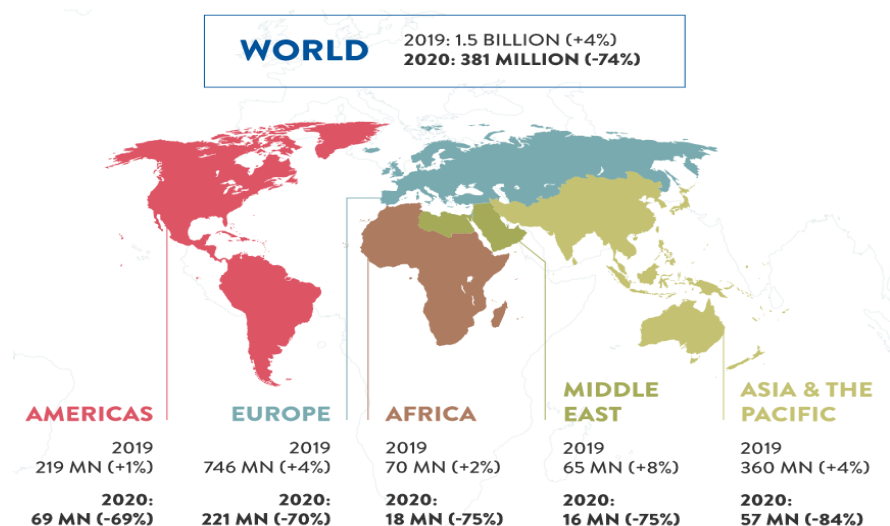 WORLD
2019: 1.5 BILLION (+4%)
2020: 381 MILLION (-74%)
AMERICAS
2019
219 MN (+1%)
2020:
69 MN (-69%)
EUROPE
2019
746 MN (+4%)
2020:
221 MN (-70%)
AFRICA
2019
70 MN (+2%)
2020:
18 MN (-75%)
MIDDLE
EAST
2019
65 MN (+8%)
2020:
16 MN (-75%)
ASIA & THE
PACIFIC
2019
360 MN (+4%)
2020:
57 MN (-84%)